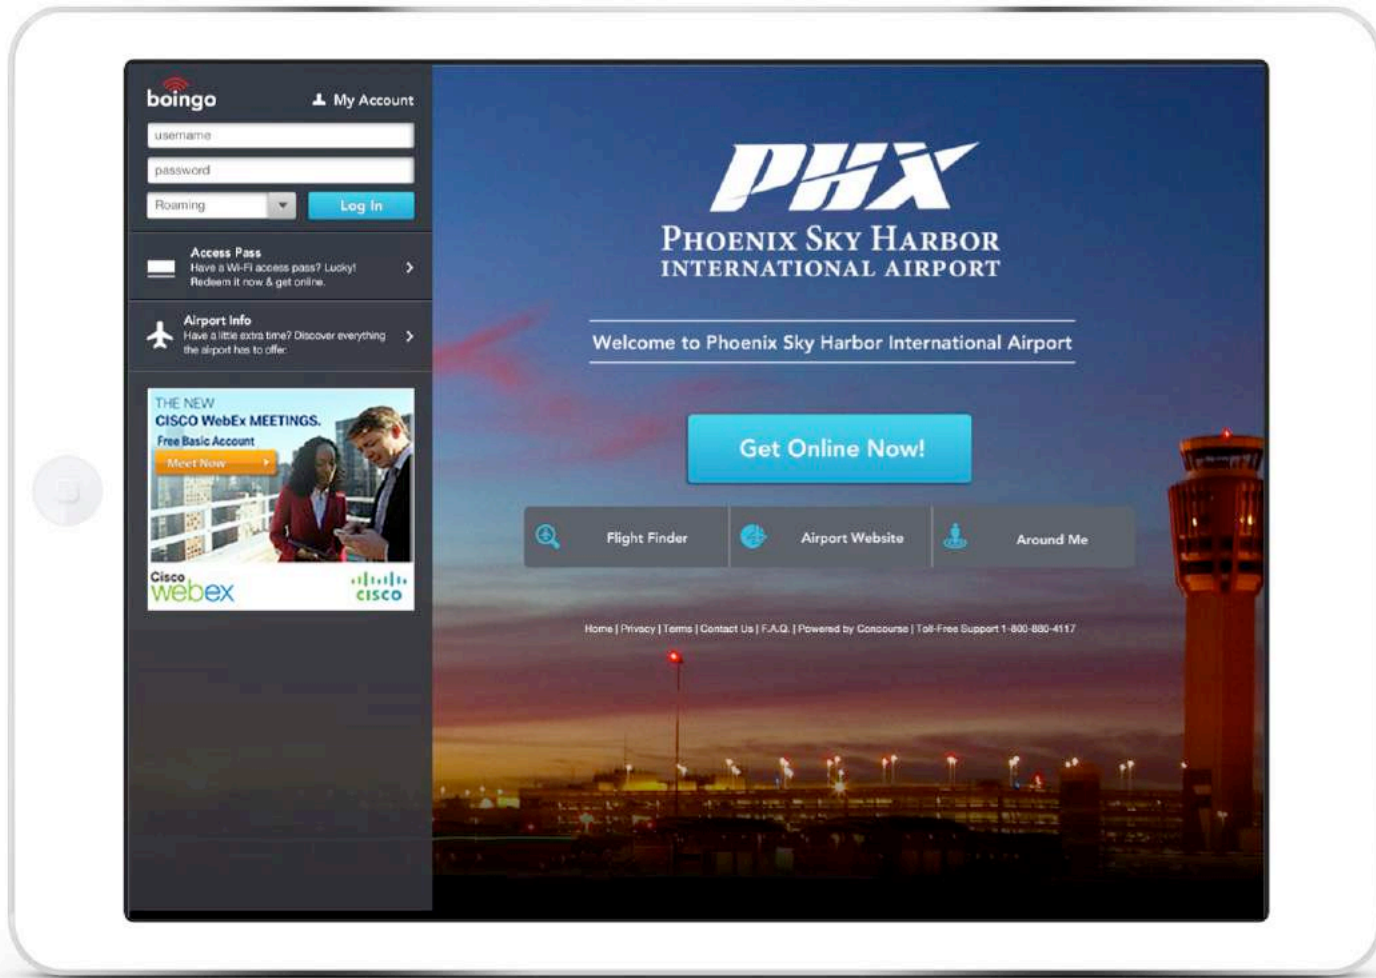 boingo
My Account
username
password
Roaming
Log In
Access Pass
Have a Wi-Fi access pass? Lucky!
Redeem it now & get online.
Airport Info
Have a little extra time? Discover everything
the airport has to offer.
THE NEW
CISCO WebEx MEETINGS.
Free Basic Account
Meet Now
Cisco
webex
CISCO
PHX
PHOENIX SKY HARBOR
INTERNATIONAL AIRPORT
Welcome to Phoenix Sky Harbor International Airport
Get Online Now!
Flight Finder
Airport Website
Around Me
Home | Privacy | Terms | Contact Us | F.A.Q. | Powered by Concourse | Toll-Free Support 1-800-880-4117